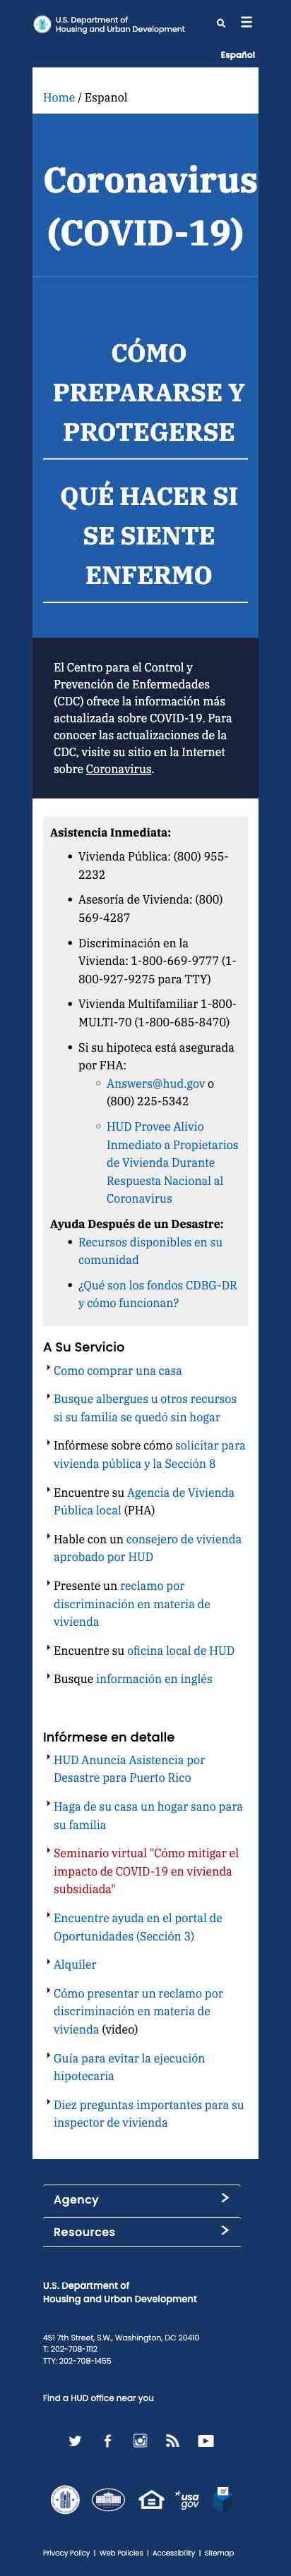 U.S. Department of
Housing and Urban Development
Español
Home / Espanol
Coronavirus
(COVID-19)
CÓMO
PREPARARSE Y
PROTEGERSE
QUÉ HACER SI
SE SIENTE
ENFERMO
El Centro para el Control y
Prevención de Enfermedades
(CDC) ofrece la información más
actualizada sobre COVID-19. Para
conocer las actualizaciones de la
CDC, visite su sitio en la Internet
sobre Coronavirus.
Asistencia Inmediata:
• Vivienda Pública: (800) 955-
2232
• Asesoría de Vivienda: (800)
569-4287
• Discriminación en la
Vivienda: 1-800-669-9777 (1-
800-927-9275 para TTY)
• Vivienda Multifamiliar 1-800-
MULTI-70 (1-800-685-8470)
• Si su hipoteca está asegurada
por FHA:
◦ Answers@hud.gov o
(800) 225-5342
◦ HUD Provee Alivio
Inmediato a Propietarios
de Vivienda Durante
Respuesta Nacional al
Coronavirus
Ayuda Después de un Desastre:
• Recursos disponibles en su
comunidad
• ¿Qué son los fondos CDBG-DR
y cómo funcionan?
A Su Servicio
Como comprar una casa
Busque albergues u otros recursos
si su familia se quedó sin hogar
Infórmese sobre cómo solicitar para
vivienda pública y la Sección 8
Encuentre su Agencia de Vivienda
Pública local (PHA)
Hable con un consejero de vivienda
aprobado por HUD
Presente un reclamo por
discriminación en materia de
vivienda
Encuentre su oficina local de HUD
Busque información en inglés
Infórmese en detalle
HUD Anuncia Asistencia por
Desastre para Puerto Rico
Haga de su casa un hogar sano para
su familia
Seminario virtual "Cómo mitigar el
impacto de COVID-19 en vivienda
subsidiada"
Encuentre ayuda en el portal de
Oportunidades (Sección 3)
Alquiler
Cómo presentar un reclamo por
discriminación en materia de
vivienda (video)
Guía para evitar la ejecución
hipotecaria
Diez preguntas importantes para su
inspector de vivienda
Agency
Resources
U.S. Department of
Housing and Urban Development
451 7th Street, S.W., Washington, DC 20410
T: 202-708-1112
TTY: 202-708-1455
Find a HUD office near you
usa
gov
Privacy Policy | Web Policies | Accessibility | Sitemap